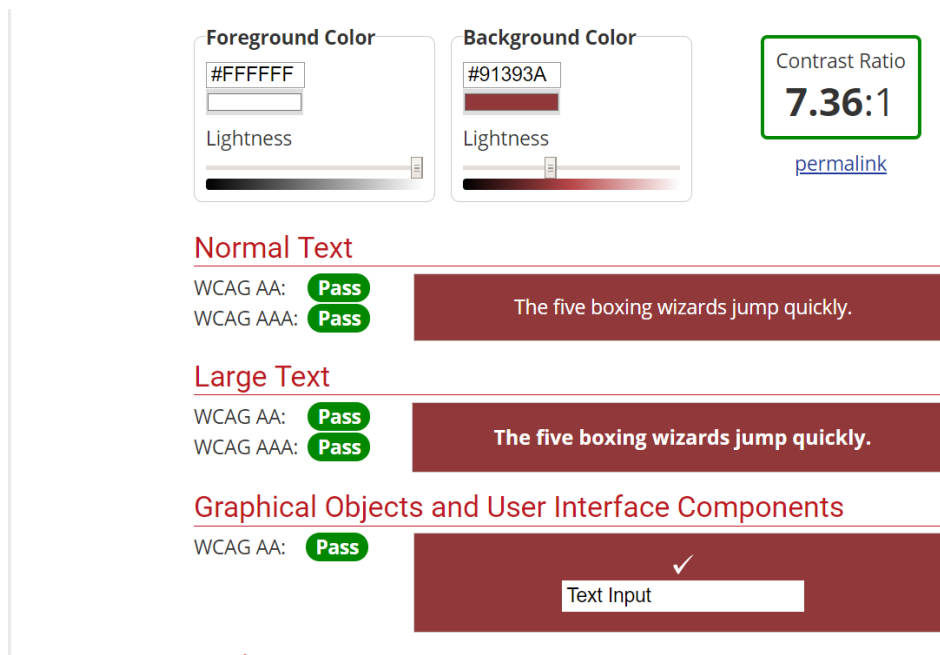 Foreground Color
Background Color
#FFFFFF
#91393A
Lightness
Lightness
Contrast Ratio
7.36:1
permalink
Normal Text
WCAG AA: Pass
WCAG AAA: Pass
The five boxing wizards jump quickly.
Large Text
WCAG AA: Pass
WCAG AAA: Pass
The five boxing wizards jump quickly.
Graphical Objects and User Interface Components
WCAG AA: Pass
✓
Text Input